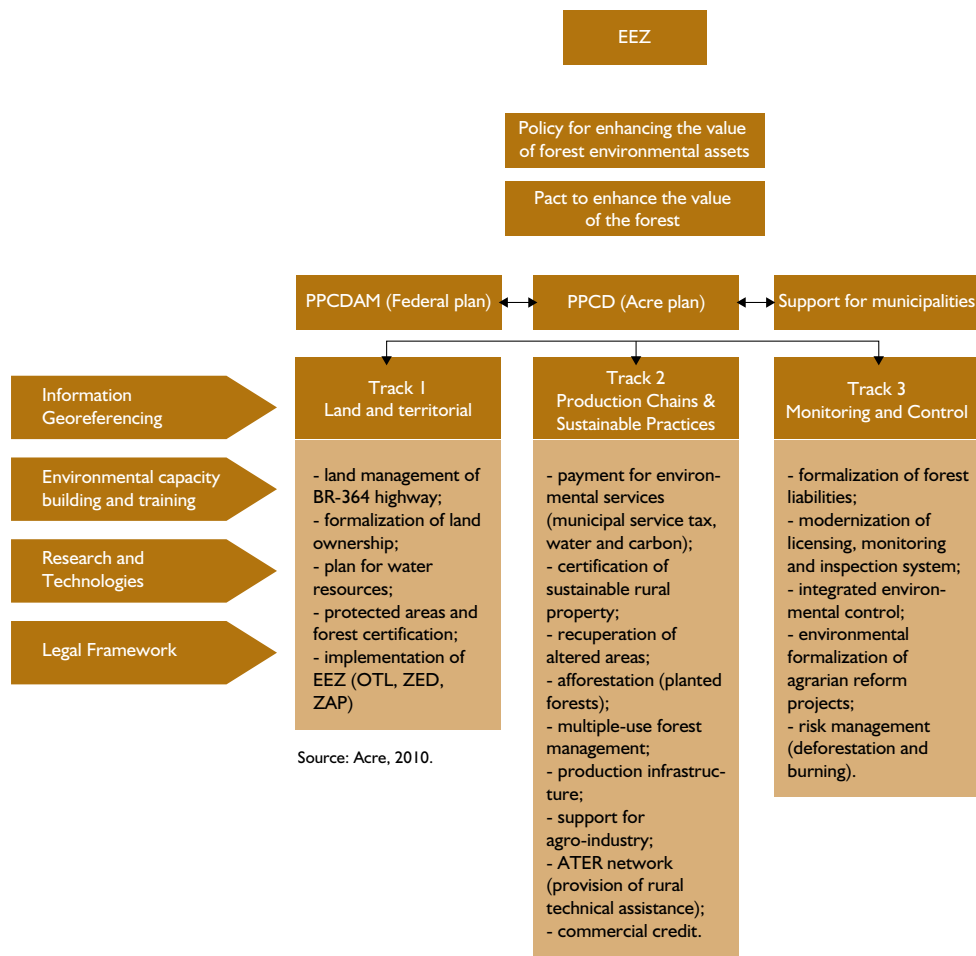 EEZ
Policy for enhancing the value
of forest environmental assets
Pact to enhance the value
of the forest
PPCDAM (Federal plan)
PPCD (Acre plan)
Support for municipalities
Information
Georeferencing
Environmental capacity
building and training
Research and
Technologies
Legal Framework
Track 1
Land and territorial
- land management of
BR-364 highway;
- formalization of land
ownership;
- plan for water
resources;
- protected areas and
forest certification;
- implementation of
EEZ (OTL, ZED,
ZAP)
Source: Acre, 2010.
Track 2
Production Chains &
Sustainable Practices
- payment for environ-
mental services
(municipal service tax,
water and carbon);
- certification of
sustainable rural
property;
- recuperation of
altered areas;
- afforestation (planted
forests);
- multiple-use forest
management;
- production infrastruc-
ture;
- support for
agro-industry;
- ATER network
(provision of rural
technical assistance);
- commercial credit.
Track 3
Monitoring and Control
- formalization of forest
liabilities;
- modernization of
licensing, monitoring
and inspection system;
- integrated environ-
mental control;
- environmental
formalization of
agrarian reform
projects;
- risk management
(deforestation and
burning).